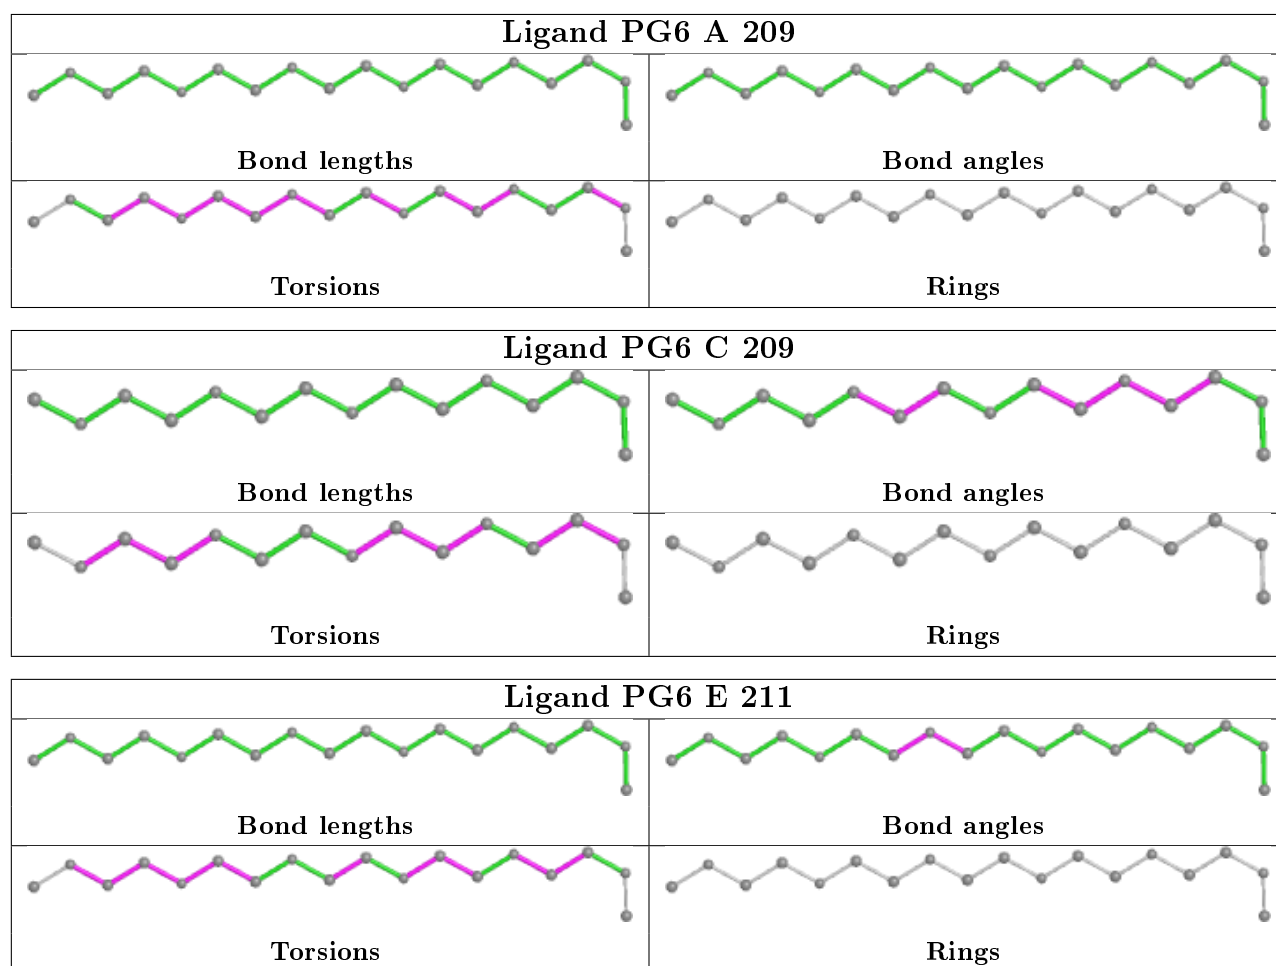 Ligand PG6 A 209
Bond lengths
Bond angles
Torsions
Rings
Ligand PG6 C 209
Bond lengths
Bond angles
Torsions
Rings
Ligand PG6 E 211
Bond lengths
Bond angles
Torsions
Rings